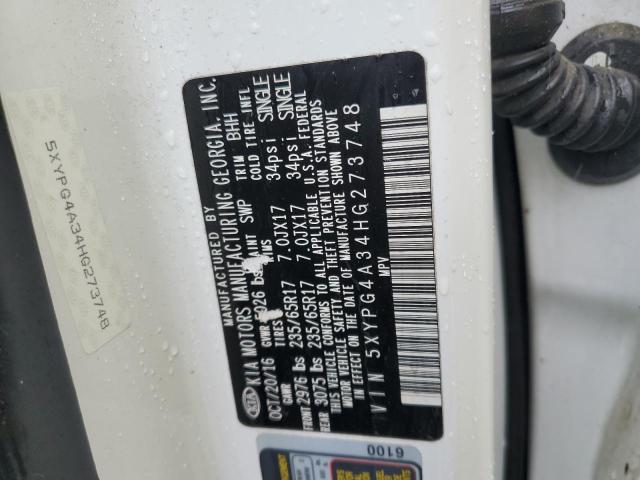 MANUFACTURED BY
KIA KIA MOTORS MANUFACTURING GEORGIA, INC.
OCT/20/16 GVWR 5026 lbs PAINT SWP TRIM BHH
GAWR TIRES RIMS COLD TIRE INFL
FRONT 2976 lbs 235/65R17 7.0JX17 34psi SINGLE
REAR 3075 lbs 235/65R17 7.0JX17 34psi SINGLE
THIS VEHICLE CONFORMS TO ALL APPLICABLE U.S.A. FEDERAL
MOTOR VEHICLE SAFETY AND THEFT PREVENTION STANDARDS
IN EFFECT ON THE DATE OF MANUFACTURE SHOWN ABOVE.
VIN 5XYPG4A34HG273748
MPV
5XYPG4A34HG273748
6100